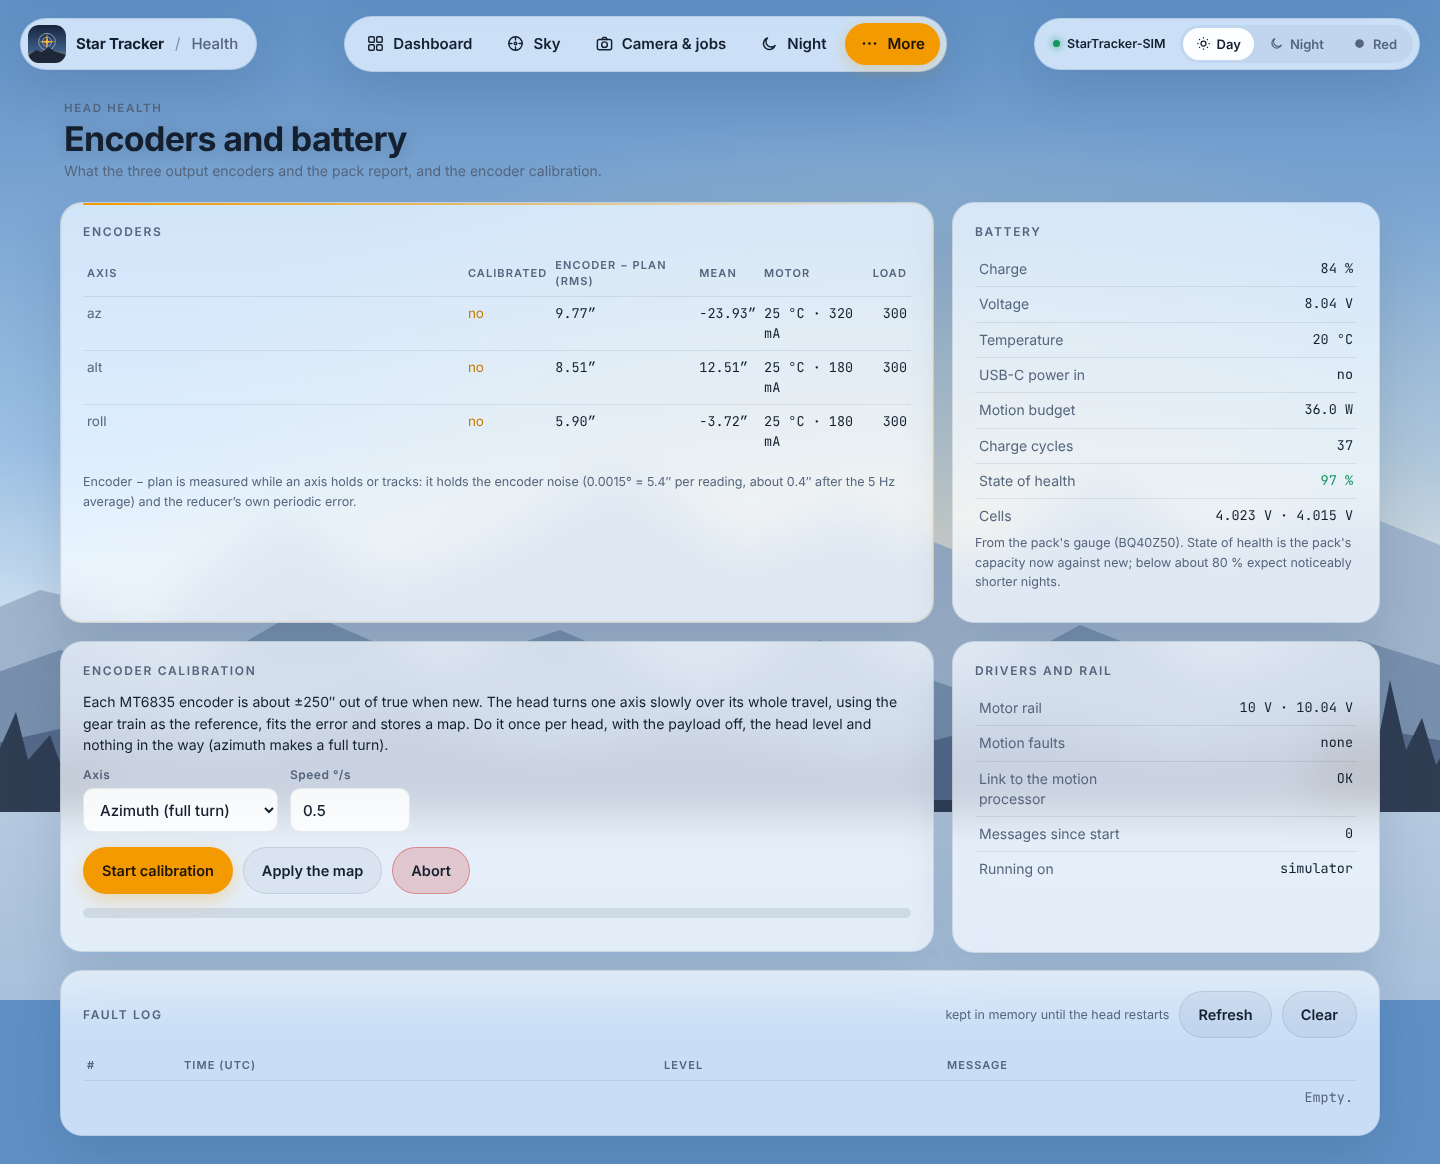 Star Tracker / Health
Dashboard
Sky
Camera & jobs
Night
More
StarTracker-SIM
Day
Night
Red
HEAD HEALTH
Encoders and battery
What the three output encoders and the pack report, and the encoder calibration.
ENCODERS
AXIS CALIBRATED ENCODER − PLAN (RMS) MEAN MOTOR LOAD
az no 9.77″ -23.93″ 25 °C · 320 mA 300
alt no 8.51″ 12.51″ 25 °C · 180 mA 300
roll no 5.90″ -3.72″ 25 °C · 180 mA 300
Encoder − plan is measured while an axis holds or tracks: it holds the encoder noise (0.0015° = 5.4″ per reading, about 0.4″ after the 5 Hz
average) and the reducer’s own periodic error.
BATTERY
Charge 84 %
Voltage 8.04 V
Temperature 20 °C
USB-C power in no
Motion budget 36.0 W
Charge cycles 37
State of health 97 %
Cells 4.023 V · 4.015 V
From the pack's gauge (BQ40Z50). State of health is the pack's
capacity now against new; below about 80 % expect noticeably
shorter nights.
ENCODER CALIBRATION
Each MT6835 encoder is about ±250″ out of true when new. The head turns one axis slowly over its whole travel, using the
gear train as the reference, fits the error and stores a map. Do it once per head, with the payload off, the head level and
nothing in the way (azimuth makes a full turn).
Axis Speed °/s
Azimuth (full turn) 0.5
Start calibration Apply the map Abort
DRIVERS AND RAIL
Motor rail 10 V · 10.04 V
Motion faults none
Link to the motion processor OK
Messages since start 0
Running on simulator
FAULT LOG
kept in memory until the head restarts Refresh Clear
# TIME (UTC) LEVEL MESSAGE
Empty.